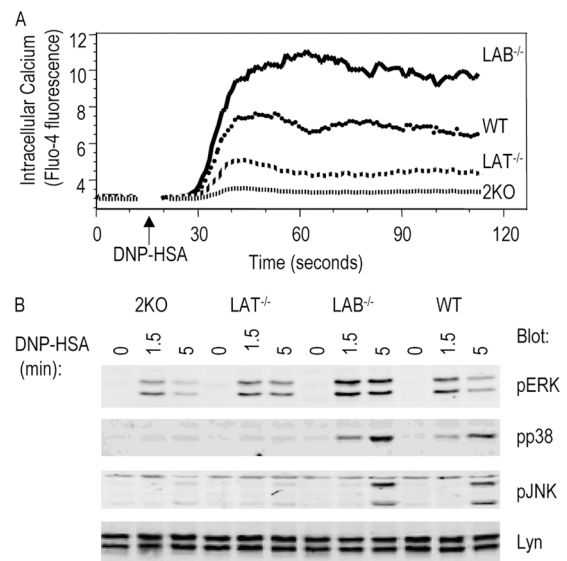 A
Intracellular Calcium
(Fluo-4 fluorescence)
12
10
8
6
4
LAB-/-
WT
LAT-/-
2KO
0 30 60 90 120
DNP-HSA
Time (seconds)
B
2KO LAT-/- LAB-/- WT
DNP-HSA (min):
0 1.5 5 0 1.5 5 0 1.5 5 0 1.5 5
Blot:
pERK
pp38
pJNK
Lyn